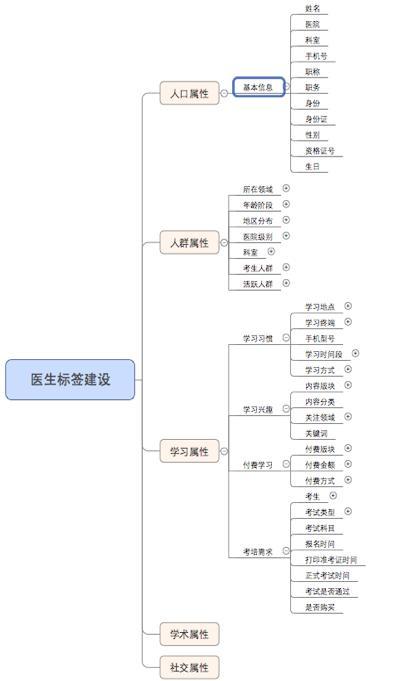 医生标签建设
人口属性
基本信息
姓名
医院
科室
手机号
职称
职务
身份
身份证
性别
资格证号
生日
人群属性
所在领域
年龄阶段
地区分布
医院级别
科室
考生人群
活跃人群
学习属性
学习习惯
学习地点
学习终端
手机型号
学习时间段
学习方式
学习兴趣
内容版块
内容分类
关注领域
关键词
付费学习
付费版块
付费金额
付费方式
考培需求
考生
考试类型
考试科目
报名时间
打印准考证时间
正式考试时间
考试是否通过
是否购买
学术属性
社交属性